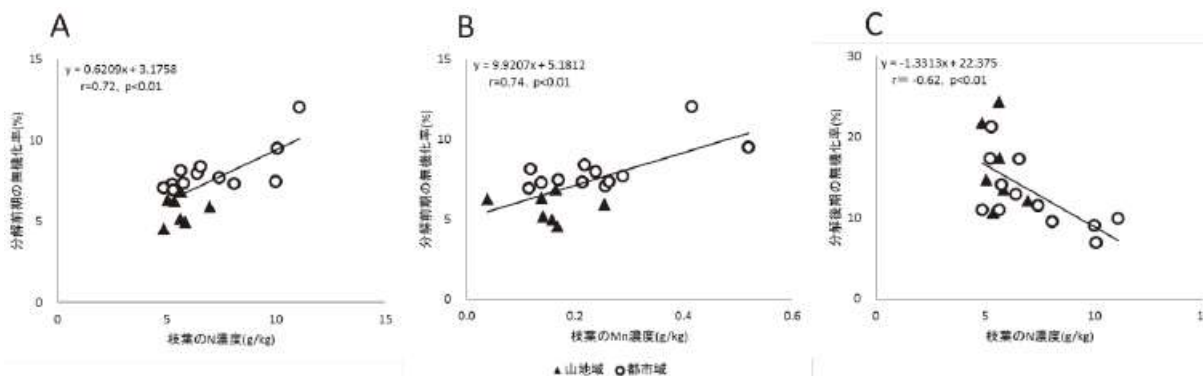 A
y = 0.6209x + 3.1758
r=0.72, p<0.01
15
10
5
0
0
5
10
15
分解前期の無機化率(%)
枝葉のN濃度(g/kg)
B
y = 9.9207x + 5.1812
r=0.74, p<0.01
15
10
5
0
0
0.2
0.4
0.6
分解前期の無機化率(%)
枝葉のMn濃度(g/kg)
C
y = -1.3313x + 22.375
r= -0.62, p<0.01
30
20
10
0
0
5
10
15
分解後期の無機化率(%)
枝葉のN濃度(g/kg)
▲山地域 ○都市域